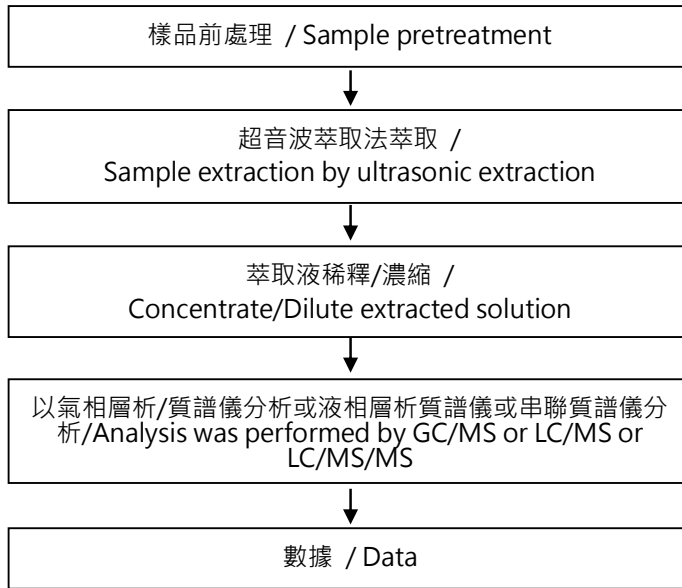 樣品前處理 / Sample pretreatment
超音波萃取法萃取 /
Sample extraction by ultrasonic extraction
萃取液稀釋/濃縮 /
Concentrate/Dilute extracted solution
以氣相層析/質譜儀分析或液相層析質譜儀或串聯質譜儀分
析/Analysis was performed by GC/MS or LC/MS or
LC/MS/MS
數據 / Data